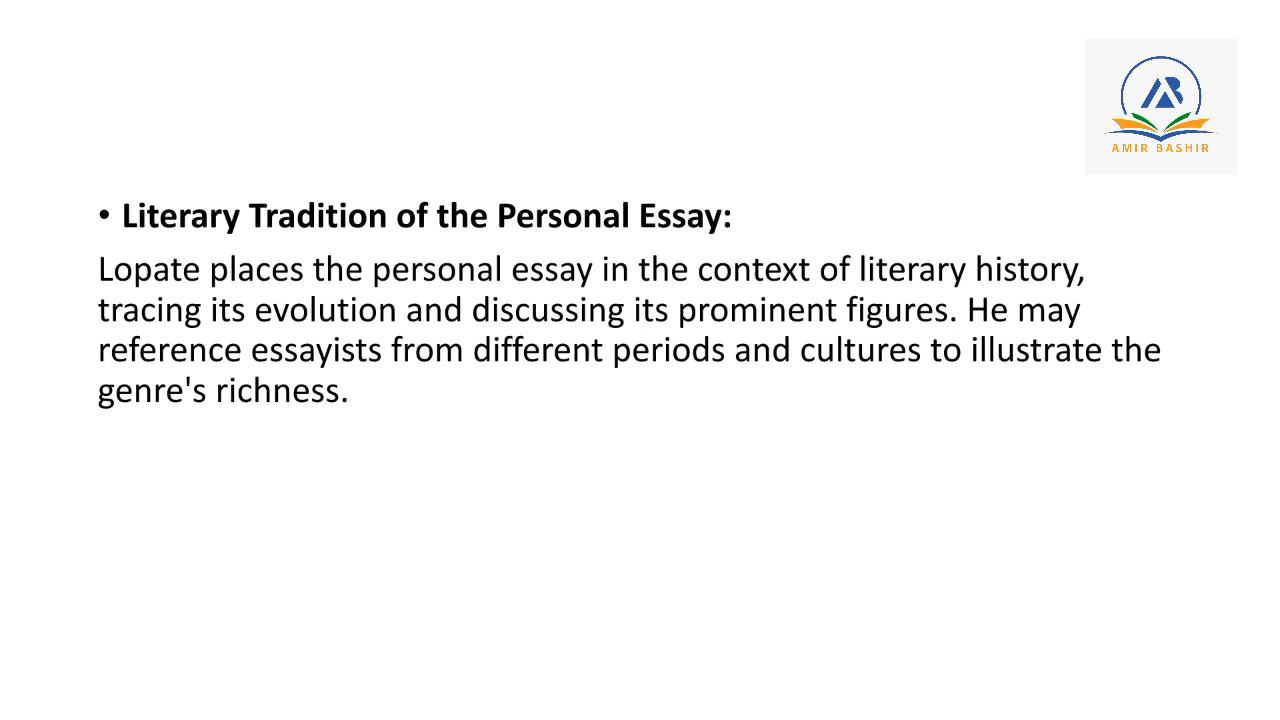 AMIR BASHIR
• Literary Tradition of the Personal Essay:
Lopate places the personal essay in the context of literary history,
tracing its evolution and discussing its prominent figures. He may
reference essayists from different periods and cultures to illustrate the
genre's richness.